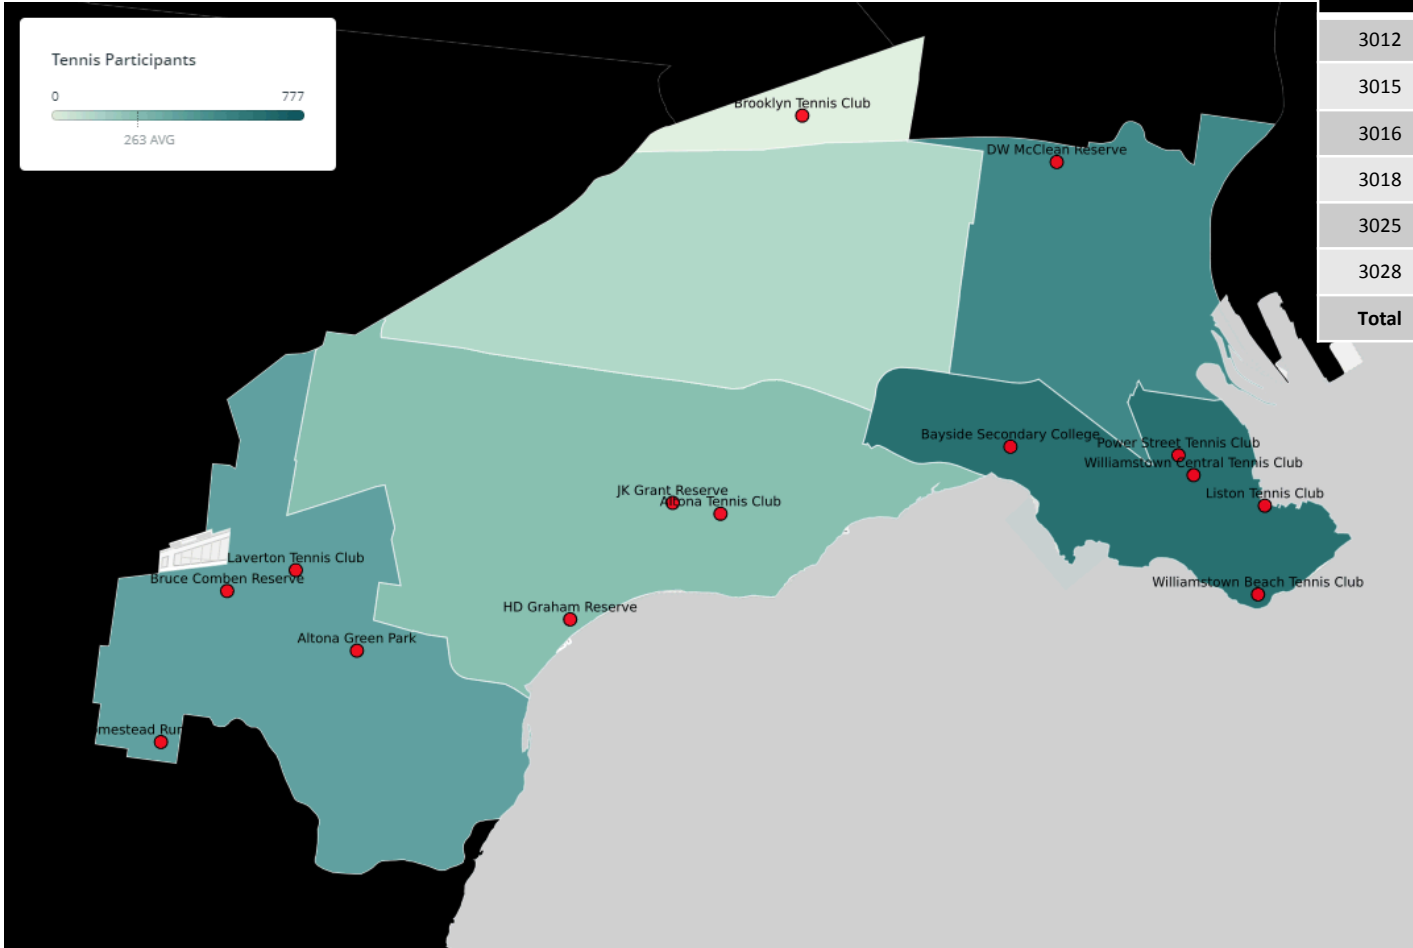 Tennis Participants
0 777
263 AVG
3012
3015
3016
3018
3025
3028
Total
Brooklyn Tennis Club
DW McClean Reserve
Bayside Secondary College
Power Street Tennis Club
Williamstown Central Tennis Club
JK Grant Reserve
Altona Tennis Club
Liston Tennis Club
Laverton Tennis Club
Bruce Comben Reserve
Williamstown Beach Tennis Club
HD Graham Reserve
Altona Green Park
mestead Run